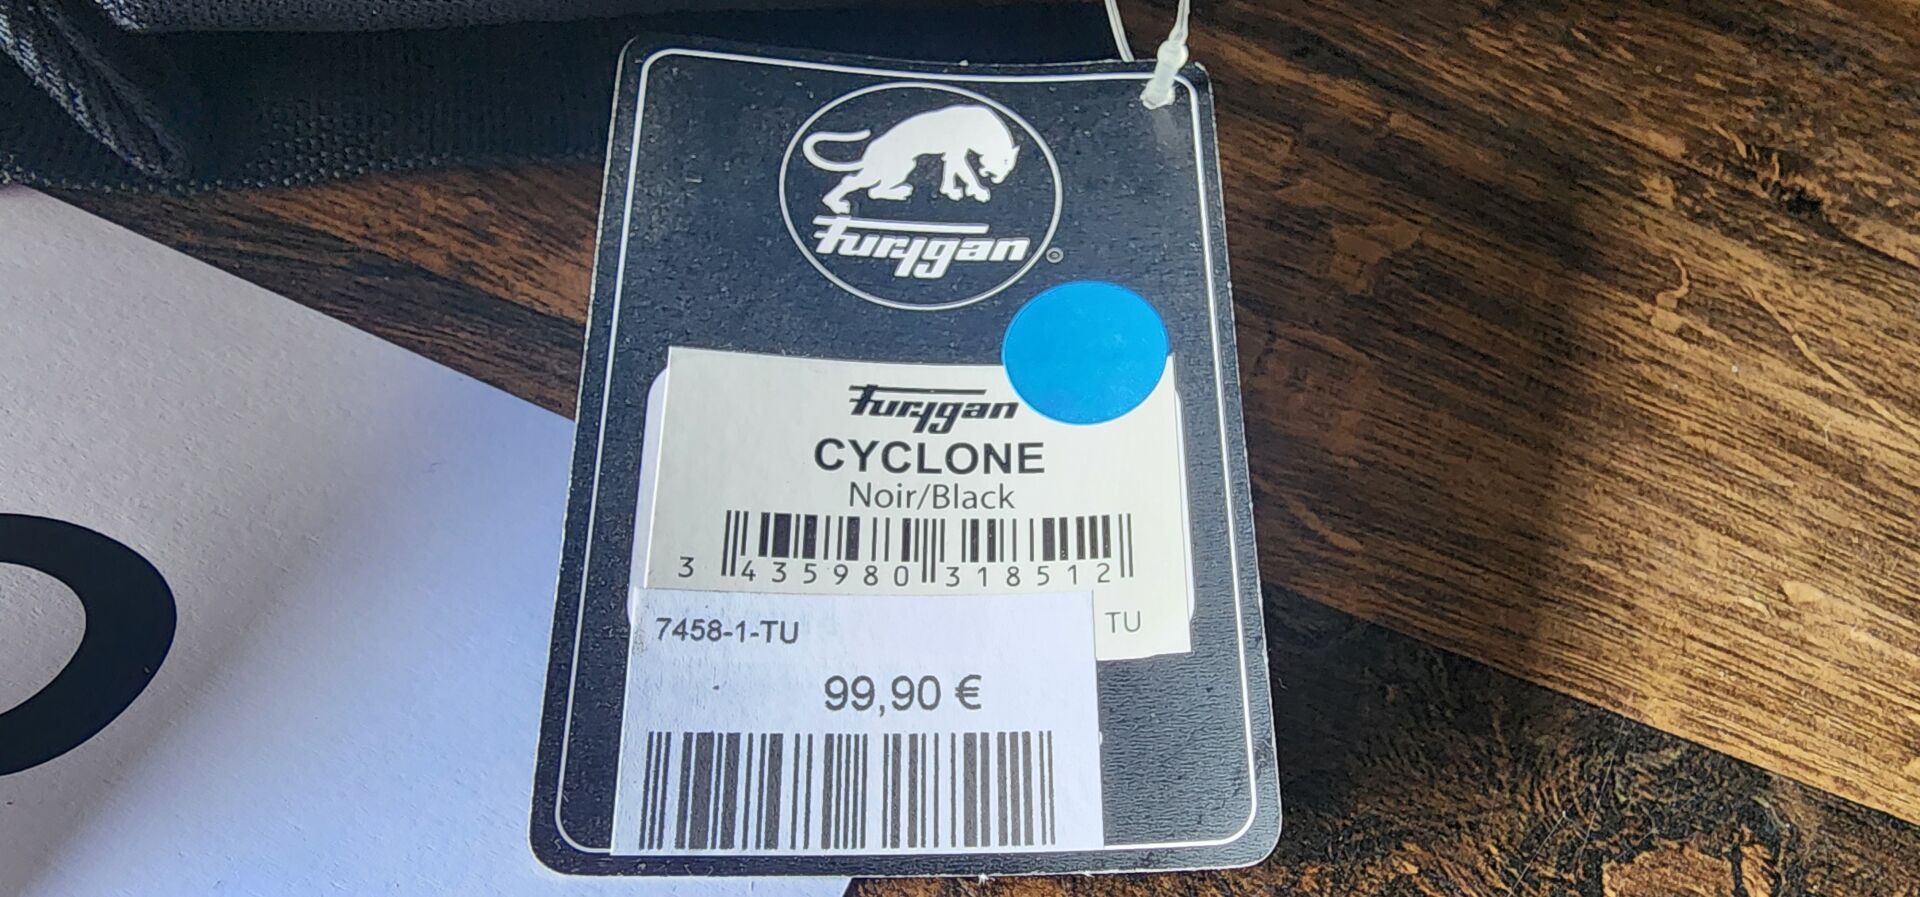 Furygan®
Furygan
CYCLONE
Noir/Black
3 435980 318512
TU
7458-1-TU
99,90 €